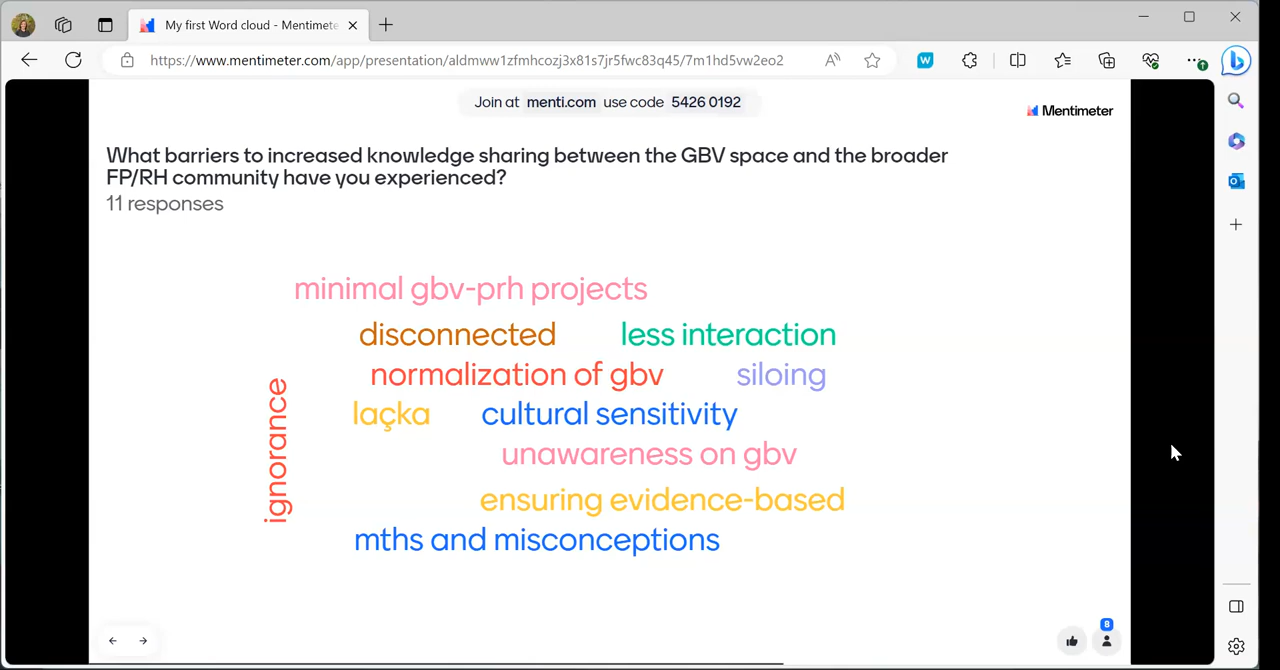 My first Word cloud - Mentimete
https://www.mentimeter.com/app/presentation/aldmww1zfmhcozj3x81s7jr5fwc83q45/7m1hd5vw2eo2
Join at menti.com use code 5426 0192
Mentimeter
What barriers to increased knowledge sharing between the GBV space and the broader
FP/RH community have you experienced?
11 responses
minimal gbv-prh projects
disconnected less interaction
normalization of gbv siloing
ignorance
laçka cultural sensitivity
unawareness on gbv
ensuring evidence-based
mths and misconceptions
8